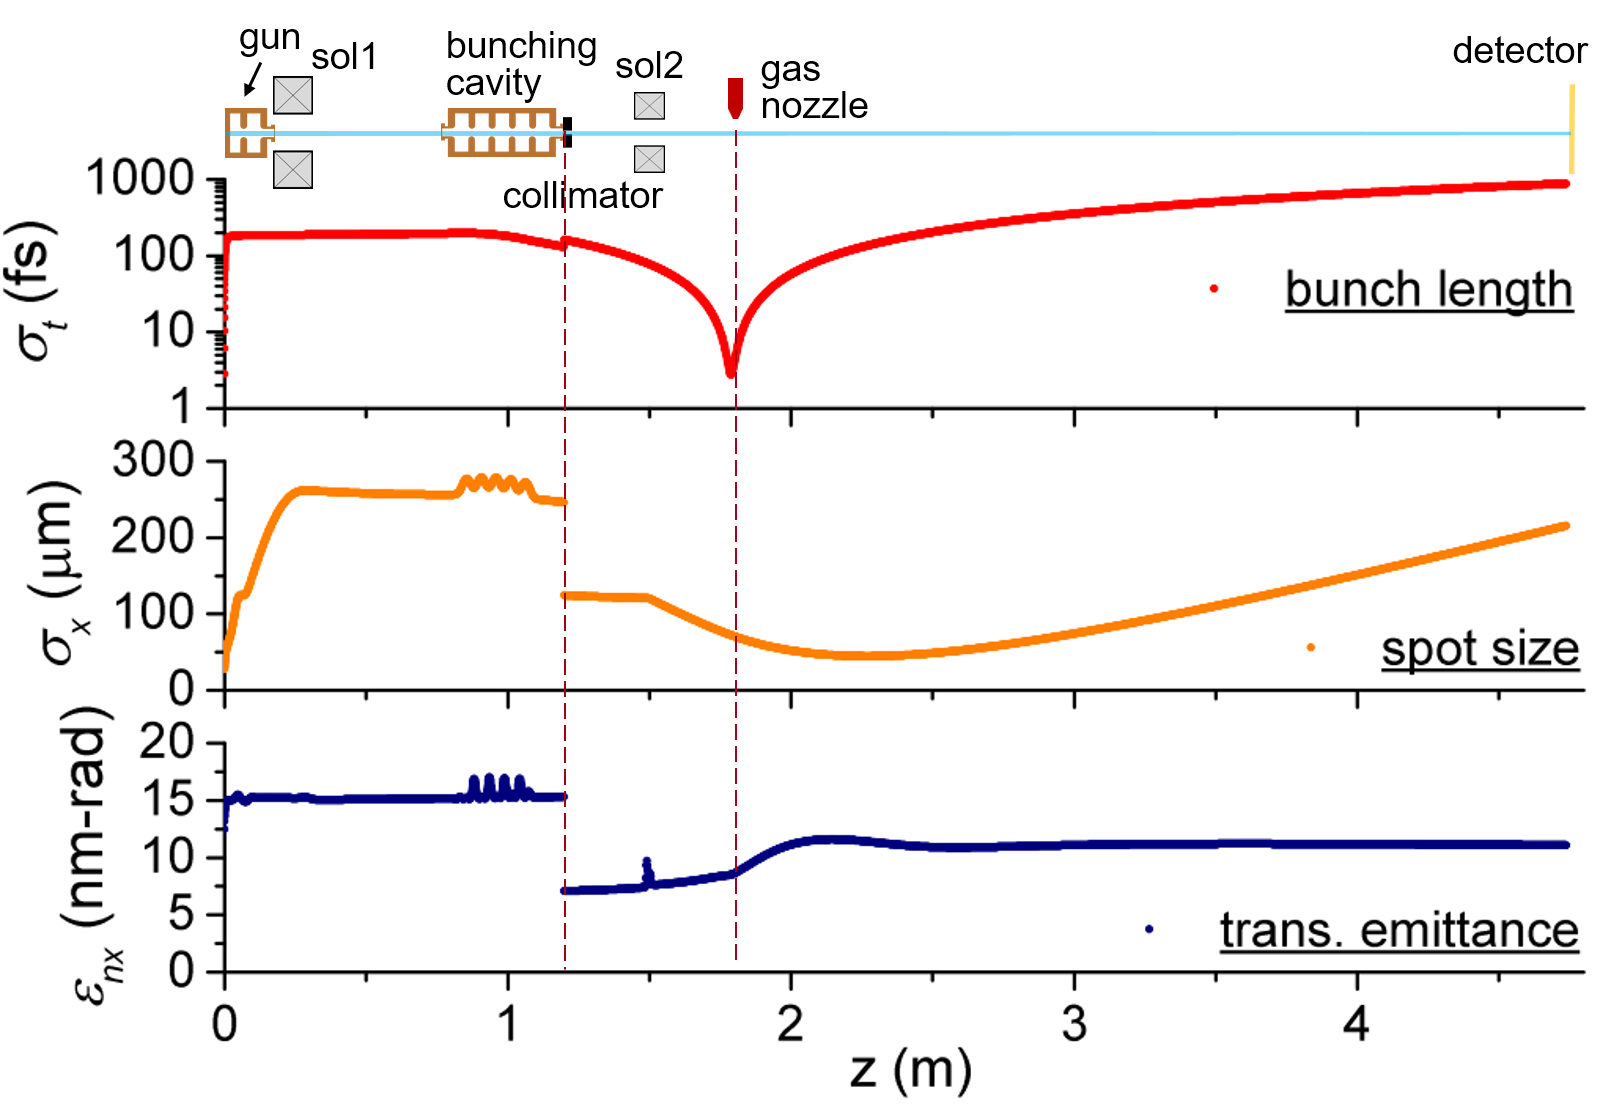 gun
sol1
bunching
cavity
sol2
gas
nozzle
detector
collimator
1000
100
10
1
σt (fs)
bunch length
300
200
100
0
σx (μm)
spot size
20
15
10
5
0
εnx (nm-rad)
trans. emittance
0 1 2 3 4
z (m)